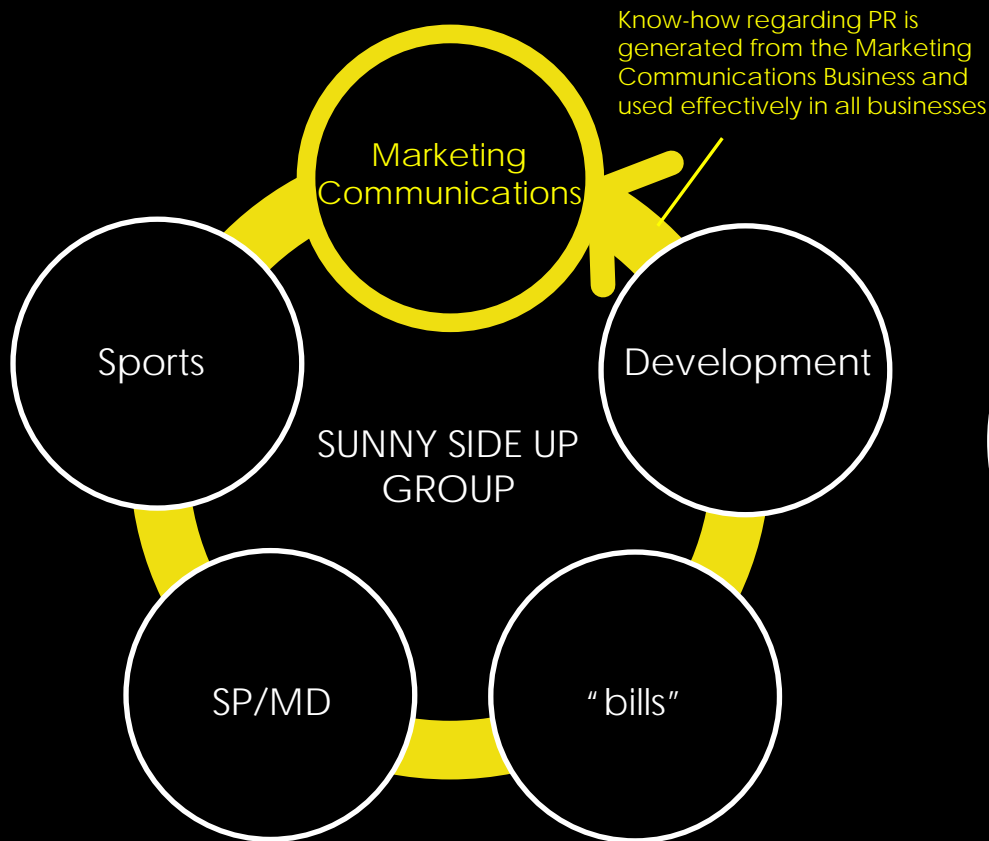 Know-how regarding PR is
generated from the Marketing
Communications Business and
used effectively in all businesses
Marketing
Communications
Sports
Development
SUNNY SIDE UP
GROUP
SP/MD
“bills”